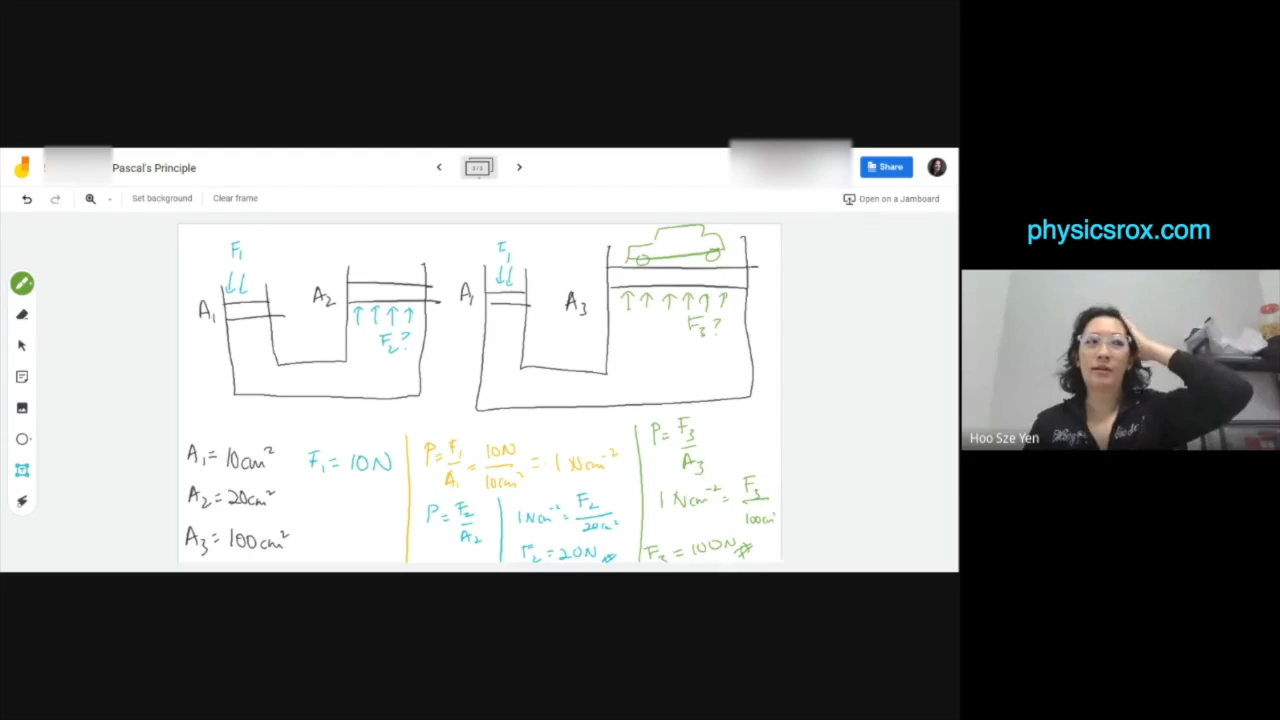 Pascal's Principle
3/3
Share
Set background
Clear frame
Open on a Jamboard
F₁
A₁
A₂
F₂?
F₁
A₁
A₃
F₃?
A₁ = 10cm²
A₂ = 20cm²
A₃ = 100cm²
F₁ = 10N
P = F₁/A₁ = 10N/10cm² = 1 Ncm⁻²
P = F₂/A₂
1Ncm⁻² = F₂/20cm²
F₂ = 20N
P = F₃/A₃
1 Ncm⁻² = F₃/100cm²
F₃ = 100N
physicsrox.com
Hoo Sze Yen